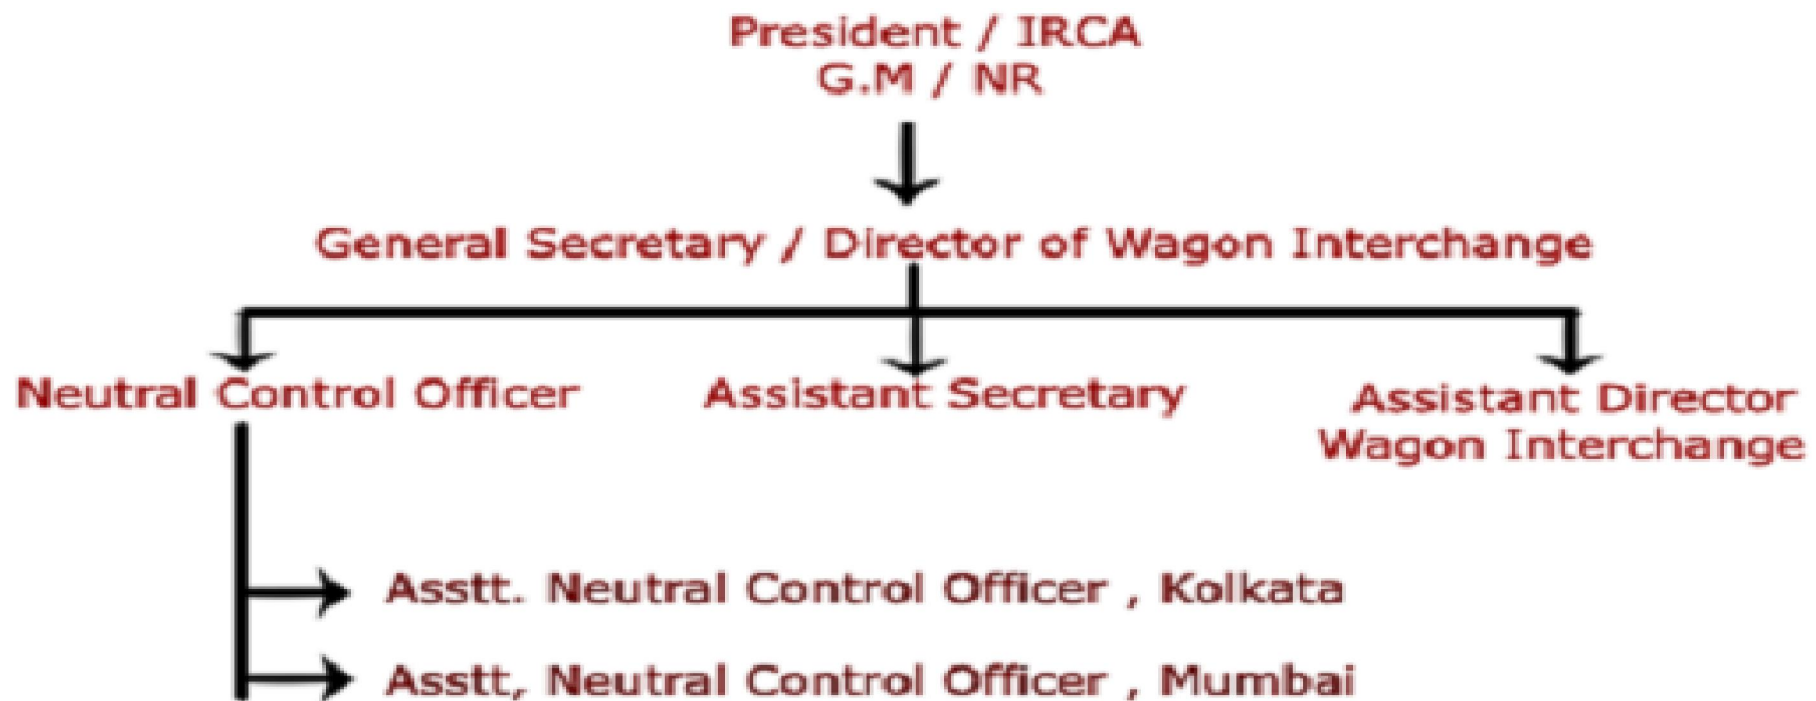 President / IRCA
G.M / NR
General Secretary / Director of Wagon Interchange
Neutral Control Officer
Assistant Secretary
Assistant Director
Wagon Interchange
Asstt. Neutral Control Officer , Kolkata
Asstt, Neutral Control Officer , Mumbai